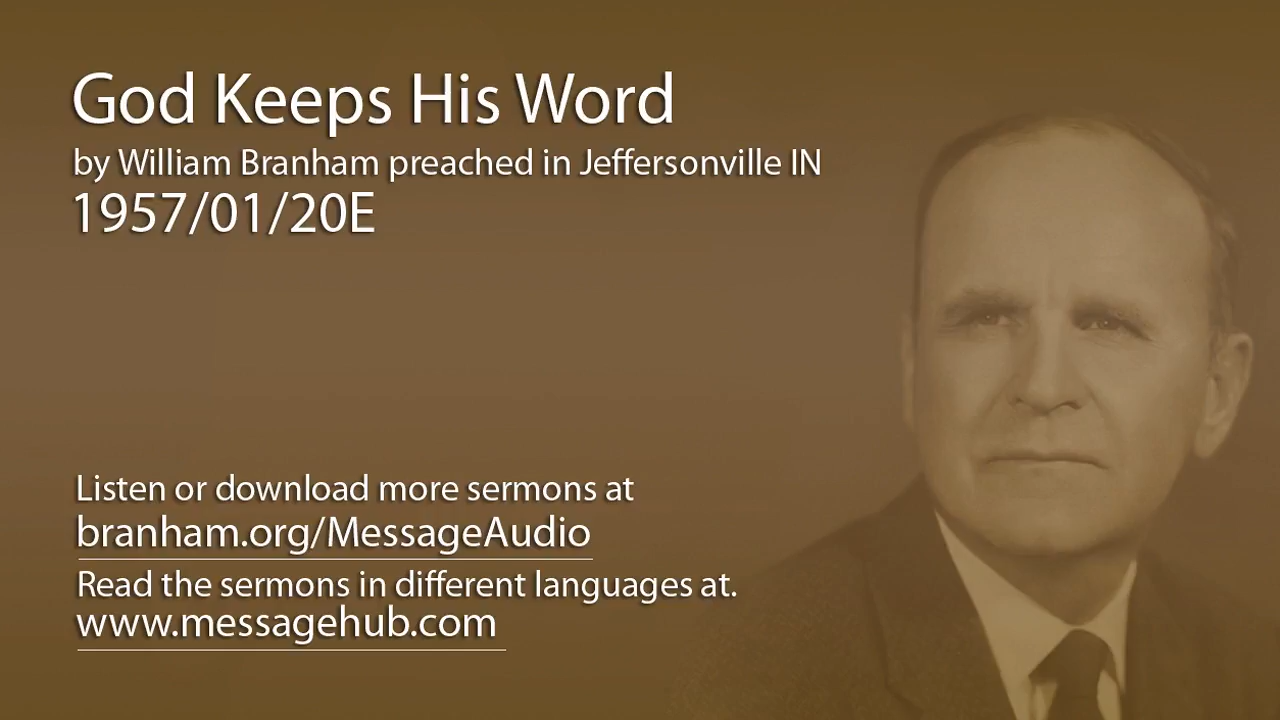 God Keeps His Word
by William Branham preached in Jeffersonville IN
1957/01/20E
Listen or download more sermons at
branham.org/MessageAudio
Read the sermons in different languages at.
www.messagehub.com